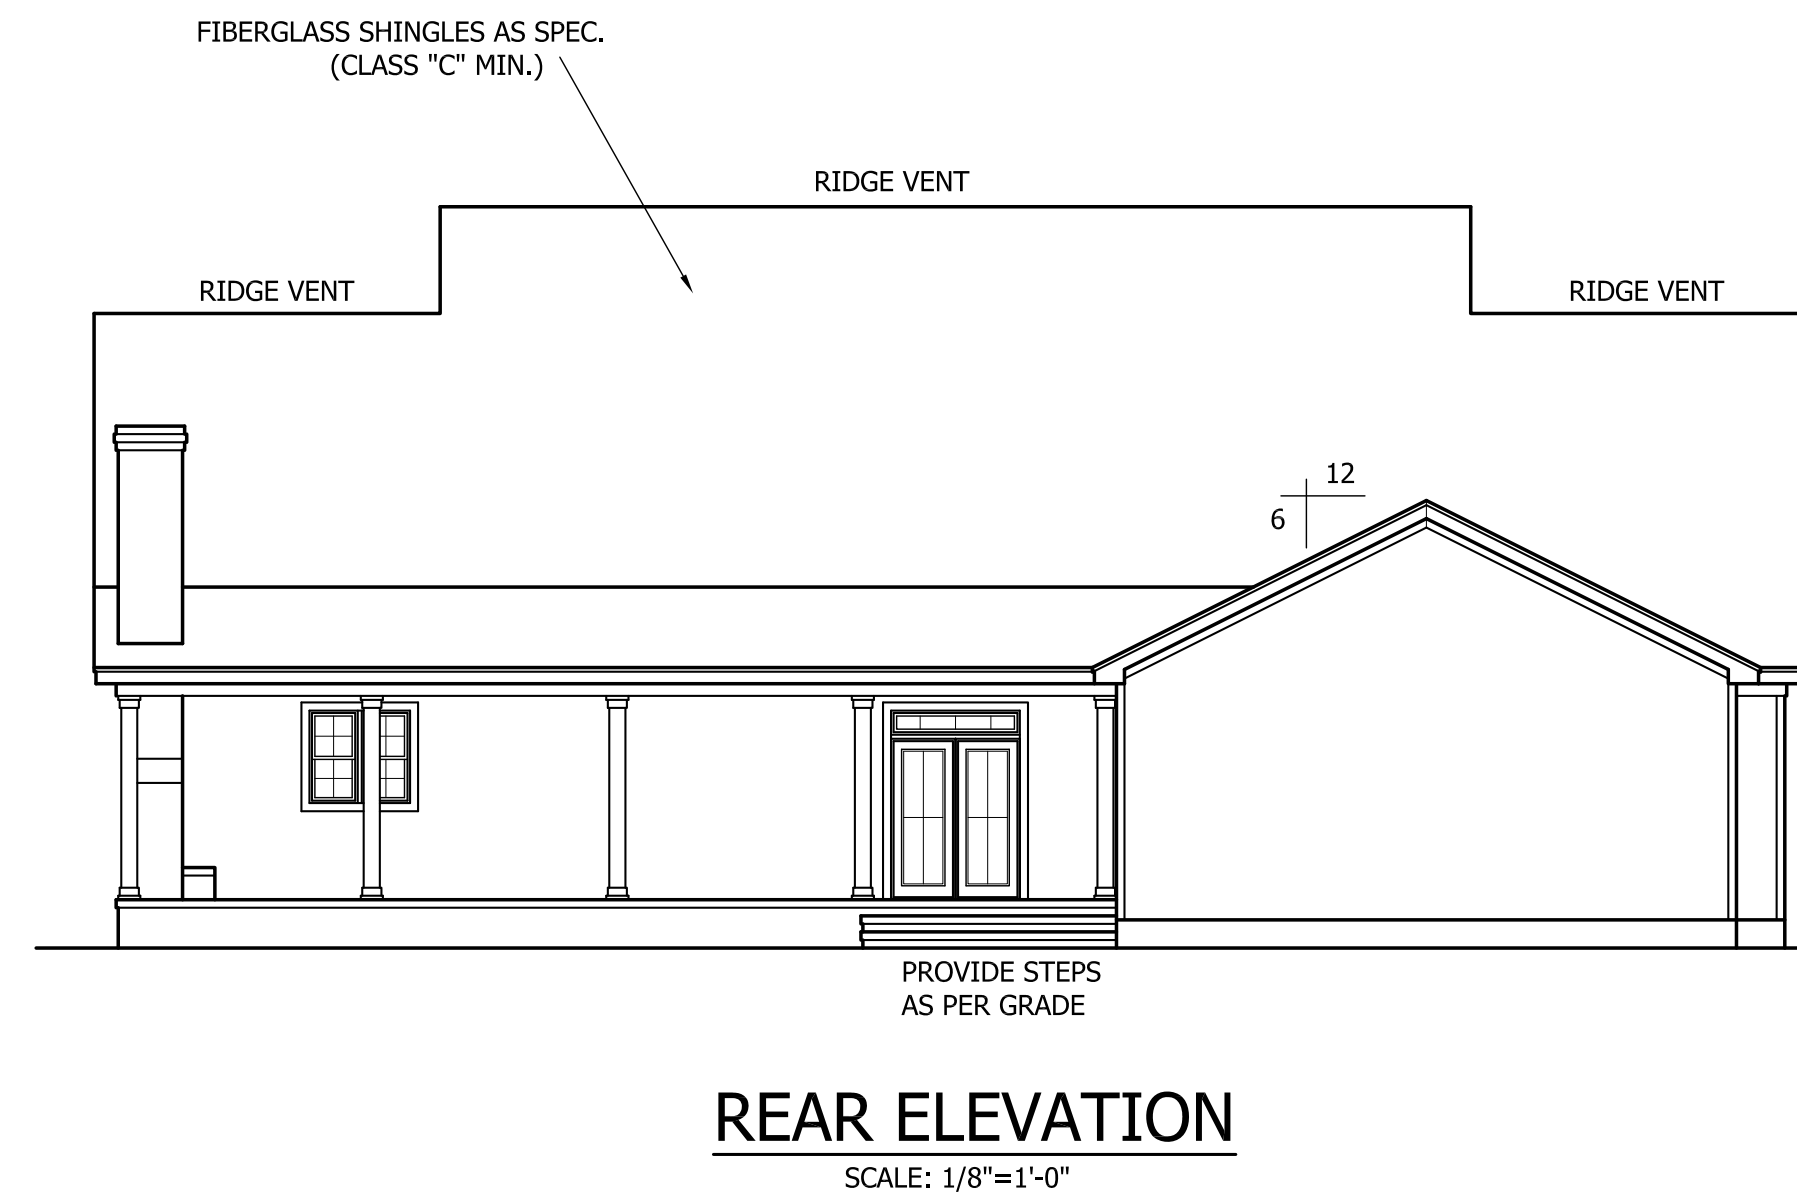 FIBERGLASS SHINGLES AS SPEC.
(CLASS "C" MIN.)
RIDGE VENT
RIDGE VENT
RIDGE VENT
12
6
PROVIDE STEPS
AS PER GRADE
REAR ELEVATION
SCALE: 1/8"=1'-0"